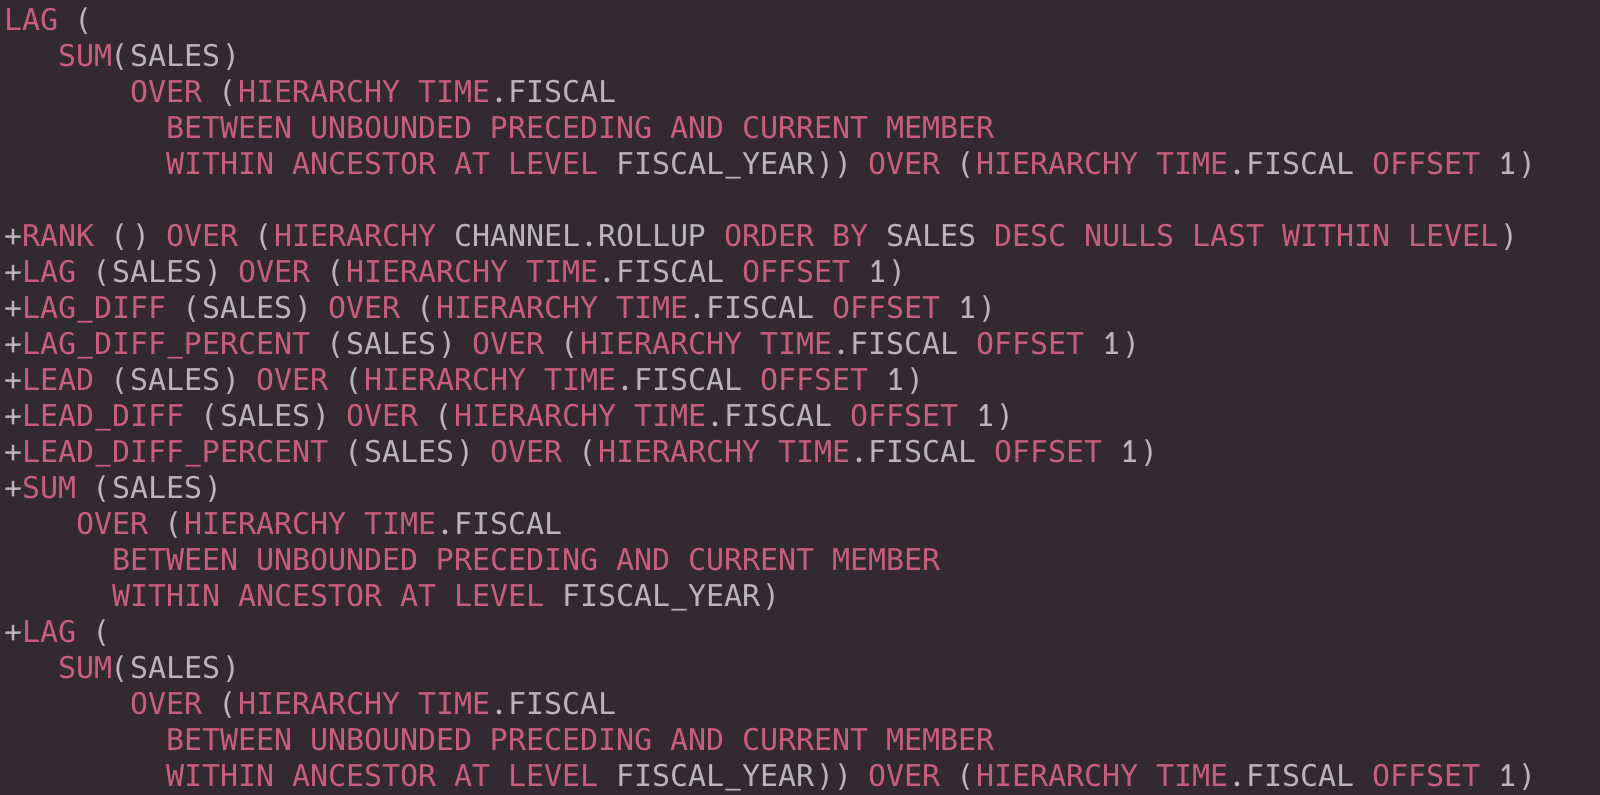 LAG (
   SUM(SALES)
       OVER (HIERARCHY TIME.FISCAL
         BETWEEN UNBOUNDED PRECEDING AND CURRENT MEMBER
         WITHIN ANCESTOR AT LEVEL FISCAL_YEAR)) OVER (HIERARCHY TIME.FISCAL OFFSET 1)

+RANK () OVER (HIERARCHY CHANNEL.ROLLUP ORDER BY SALES DESC NULLS LAST WITHIN LEVEL)
+LAG (SALES) OVER (HIERARCHY TIME.FISCAL OFFSET 1)
+LAG_DIFF (SALES) OVER (HIERARCHY TIME.FISCAL OFFSET 1)
+LAG_DIFF_PERCENT (SALES) OVER (HIERARCHY TIME.FISCAL OFFSET 1)
+LEAD (SALES) OVER (HIERARCHY TIME.FISCAL OFFSET 1)
+LEAD_DIFF (SALES) OVER (HIERARCHY TIME.FISCAL OFFSET 1)
+LEAD_DIFF_PERCENT (SALES) OVER (HIERARCHY TIME.FISCAL OFFSET 1)
+SUM (SALES)
    OVER (HIERARCHY TIME.FISCAL
      BETWEEN UNBOUNDED PRECEDING AND CURRENT MEMBER
      WITHIN ANCESTOR AT LEVEL FISCAL_YEAR)
+LAG (
   SUM(SALES)
       OVER (HIERARCHY TIME.FISCAL
         BETWEEN UNBOUNDED PRECEDING AND CURRENT MEMBER
         WITHIN ANCESTOR AT LEVEL FISCAL_YEAR)) OVER (HIERARCHY TIME.FISCAL OFFSET 1)